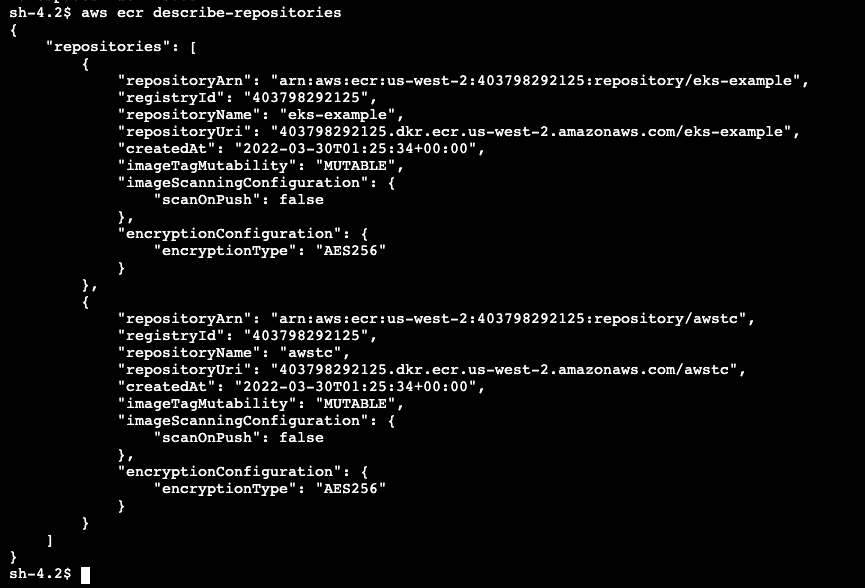 sh-4.2$ aws ecr describe-repositories
{
    "repositories": [
        {
            "repositoryArn": "arn:aws:ecr:us-west-2:403798292125:repository/eks-example",
            "registryId": "403798292125",
            "repositoryName": "eks-example",
            "repositoryUri": "403798292125.dkr.ecr.us-west-2.amazonaws.com/eks-example",
            "createdAt": "2022-03-30T01:25:34+00:00",
            "imageTagMutability": "MUTABLE",
            "imageScanningConfiguration": {
                "scanOnPush": false
            },
            "encryptionConfiguration": {
                "encryptionType": "AES256"
            }
        },
        {
            "repositoryArn": "arn:aws:ecr:us-west-2:403798292125:repository/awstc",
            "registryId": "403798292125",
            "repositoryName": "awstc",
            "repositoryUri": "403798292125.dkr.ecr.us-west-2.amazonaws.com/awstc",
            "createdAt": "2022-03-30T01:25:34+00:00",
            "imageTagMutability": "MUTABLE",
            "imageScanningConfiguration": {
                "scanOnPush": false
            },
            "encryptionConfiguration": {
                "encryptionType": "AES256"
            }
        }
    ]
}
sh-4.2$